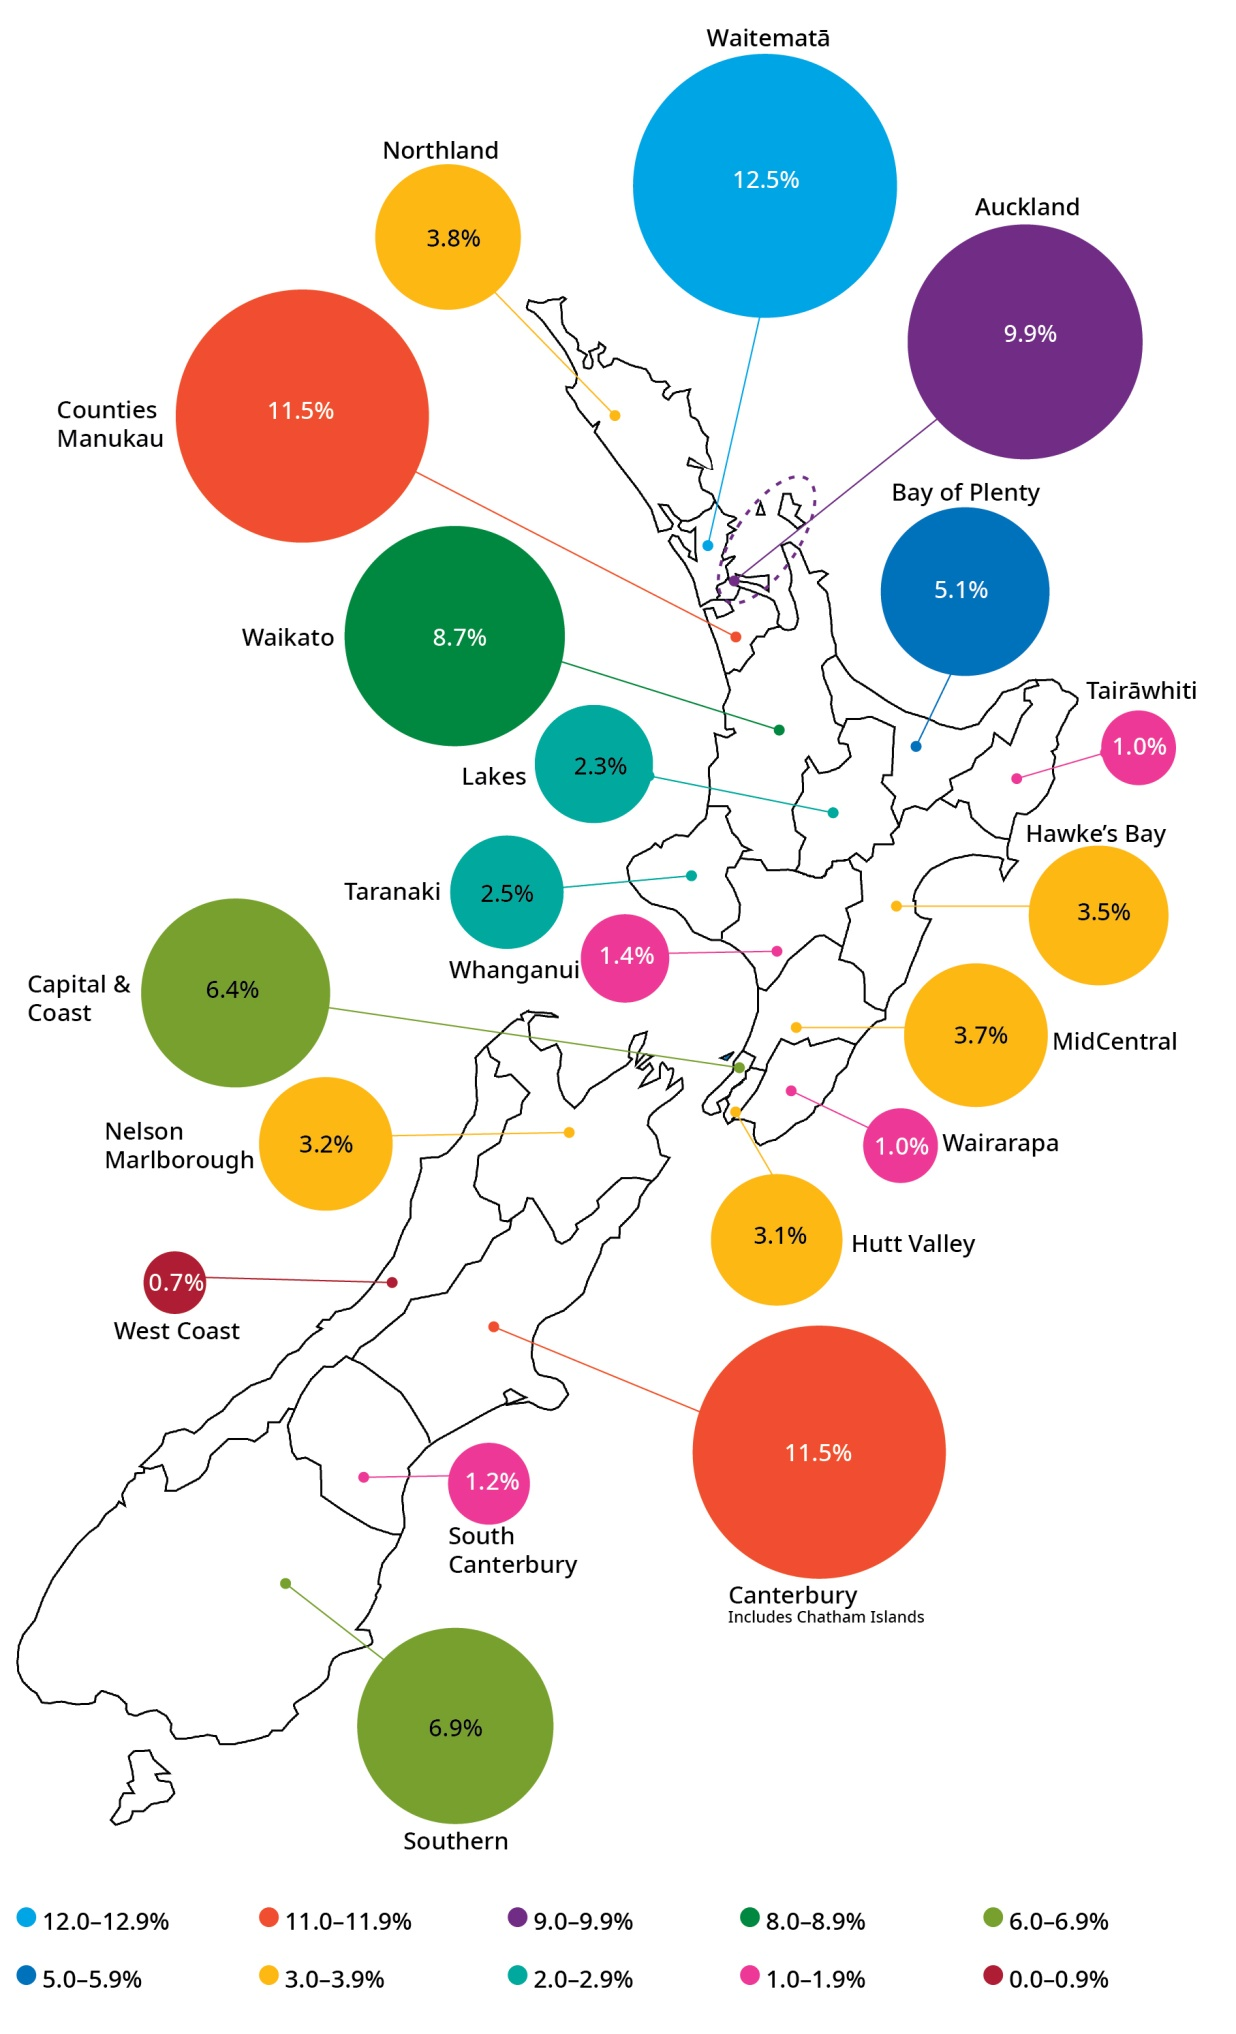 Waitematā
12.5%
Northland
3.8%
Auckland
9.9%
Counties
Manukau
11.5%
Bay of Plenty
5.1%
Waikato
8.7%
Tairāwhiti
1.0%
Lakes
2.3%
Hawke’s Bay
3.5%
Taranaki
2.5%
Whanganui
1.4%
Capital &
Coast
6.4%
3.7%
MidCentral
Nelson
Marlborough
3.2%
1.0%
Wairarapa
3.1%
Hutt Valley
0.7%
West Coast
11.5%
Canterbury
Includes Chatham Islands
1.2%
South
Canterbury
6.9%
Southern
12.0–12.9%
11.0–11.9%
9.0–9.9%
8.0–8.9%
6.0–6.9%
5.0–5.9%
3.0–3.9%
2.0–2.9%
1.0–1.9%
0.0–0.9%